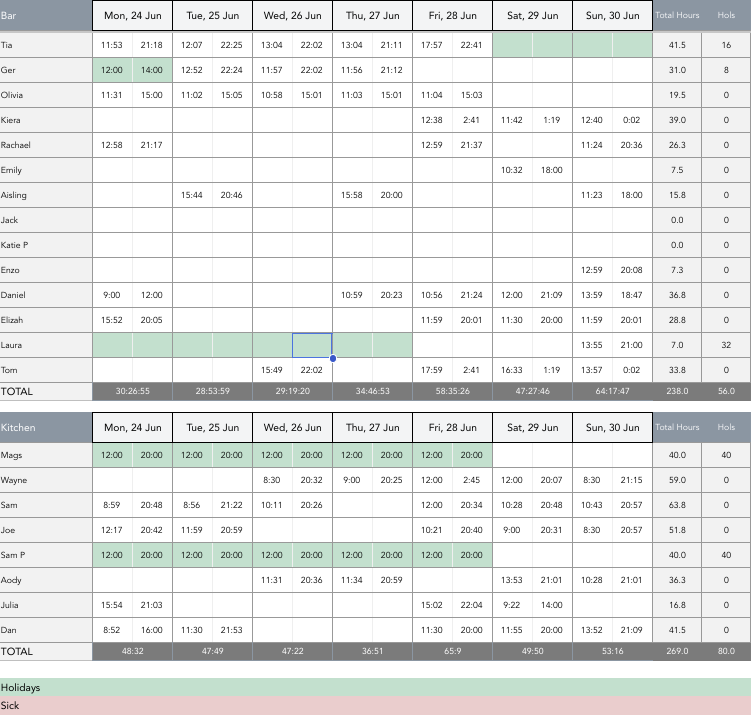 Bar Mon, 24 Jun Tue, 25 Jun Wed, 26 Jun Thu, 27 Jun Fri, 28 Jun Sat, 29 Jun Sun, 30 Jun Total Hours Hols
Tia 11:53 21:18 12:07 22:25 13:04 22:02 13:04 21:11 17:57 22:41 41.5 16
Ger 12:00 14:00 12:52 22:24 11:57 22:02 11:56 21:12 31.0 8
Olivia 11:31 15:00 11:02 15:05 10:58 15:01 11:03 15:01 11:04 15:03 19.5 0
Kiera 12:38 2:41 11:42 1:19 12:40 0:02 39.0 0
Rachael 12:58 21:17 12:59 21:37 11:24 20:36 26.3 0
Emily 10:32 18:00 7.5 0
Aisling 15:44 20:46 15:58 20:00 11:23 18:00 15.8 0
Jack 0.0 0
Katie P 0.0 0
Enzo 12:59 20:08 7.3 0
Daniel 9:00 12:00 10:59 20:23 10:56 21:24 12:00 21:09 13:59 18:47 36.8 0
Elizah 15:52 20:05 11:59 20:01 11:30 20:00 11:59 20:01 28.8 0
Laura 13:55 21:00 7.0 32
Tom 15:49 22:02 17:59 2:41 16:33 1:19 13:57 0:02 33.8 0
TOTAL 30:26:55 28:53:59 29:19:20 34:46:53 58:35:26 47:27:46 64:17:47 238.0 56.0
Kitchen Mon, 24 Jun Tue, 25 Jun Wed, 26 Jun Thu, 27 Jun Fri, 28 Jun Sat, 29 Jun Sun, 30 Jun Total Hours Hols
Mags 12:00 20:00 12:00 20:00 12:00 20:00 12:00 20:00 12:00 20:00 40.0 40
Wayne 8:30 20:32 9:00 20:25 12:00 2:45 12:00 20:07 8:30 21:15 59.0 0
Sam 8:59 20:48 8:56 21:22 10:11 20:26 12:00 20:34 10:28 20:48 10:43 20:57 63.8 0
Joe 12:17 20:42 11:59 20:59 10:21 20:40 9:00 20:31 8:30 20:57 51.8 0
Sam P 12:00 20:00 12:00 20:00 12:00 20:00 12:00 20:00 12:00 20:00 40.0 40
Aody 11:31 20:36 11:34 20:59 13:53 21:01 10:28 21:01 36.3 0
Julia 15:54 21:03 15:02 22:04 9:22 14:00 16.8 0
Dan 8:52 16:00 11:30 21:53 11:30 20:00 11:55 20:00 13:52 21:09 41.5 0
TOTAL 48:32 47:49 47:22 36:51 65:9 49:50 53:16 269.0 80.0
Holidays
Sick